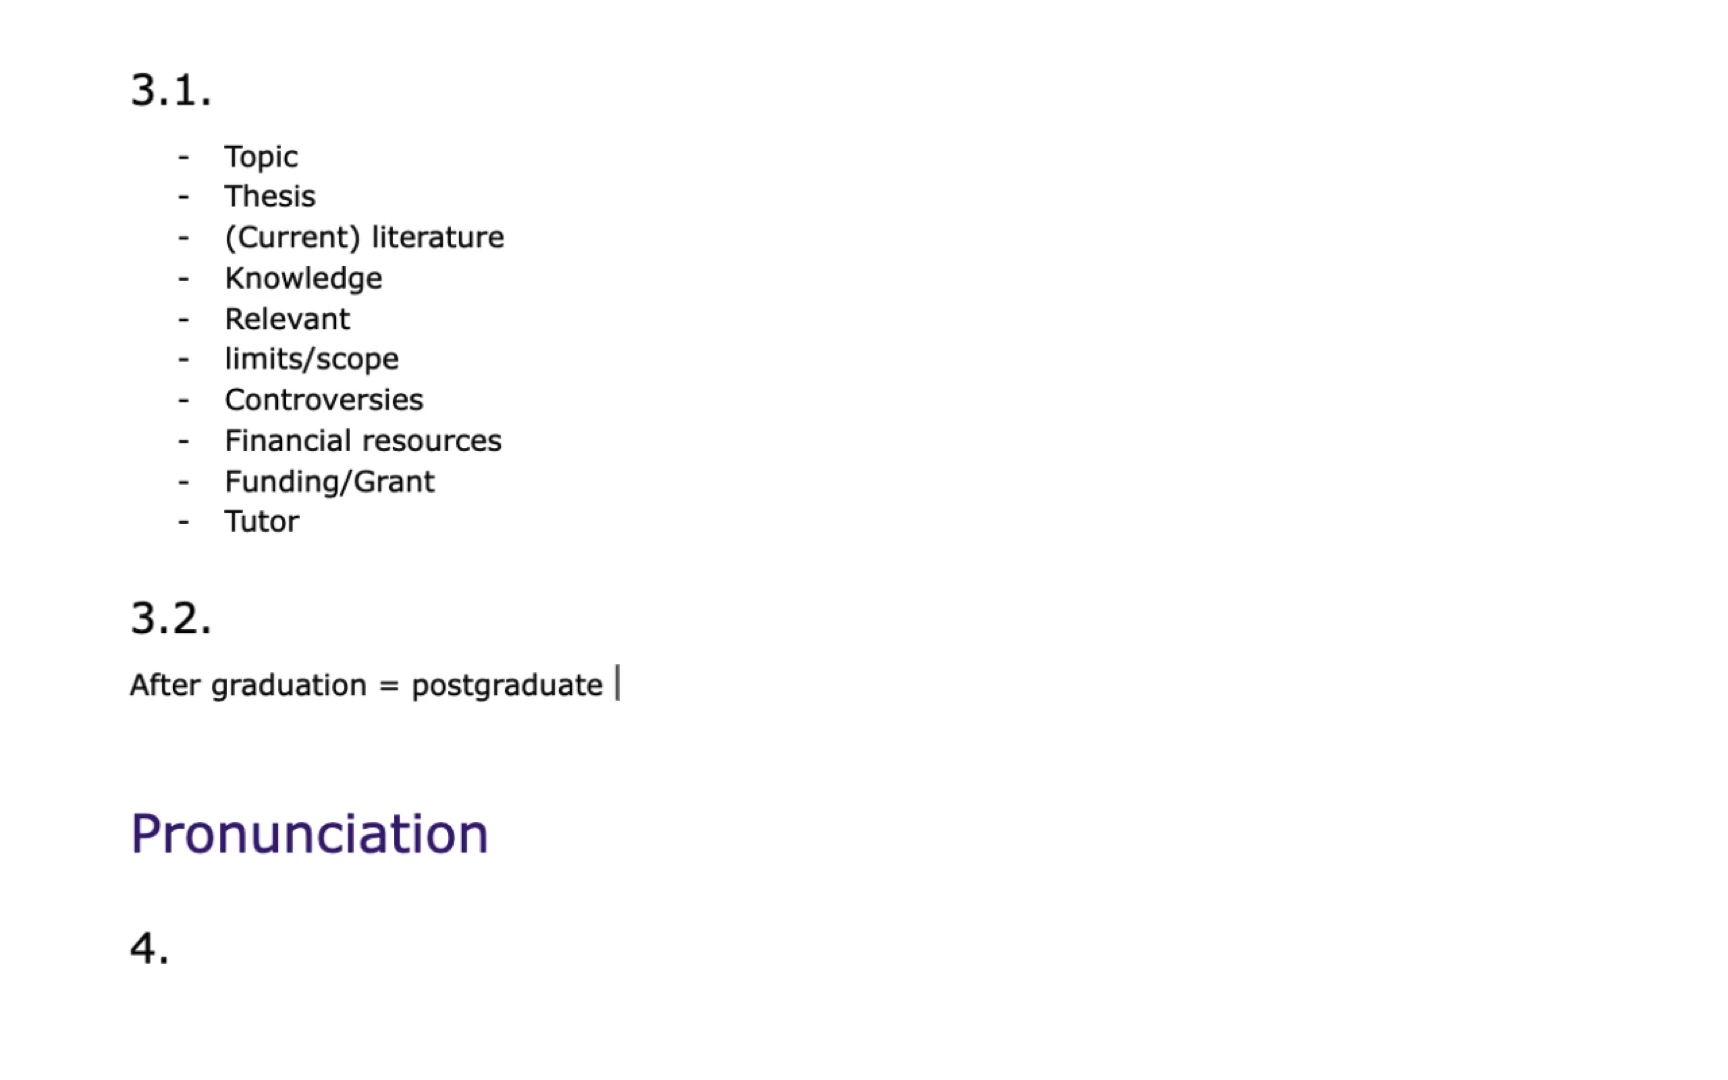 3.1.
- Topic
- Thesis
- (Current) literature
- Knowledge
- Relevant
- limits/scope
- Controversies
- Financial resources
- Funding/Grant
- Tutor
3.2.
After graduation = postgraduate
Pronunciation
4.